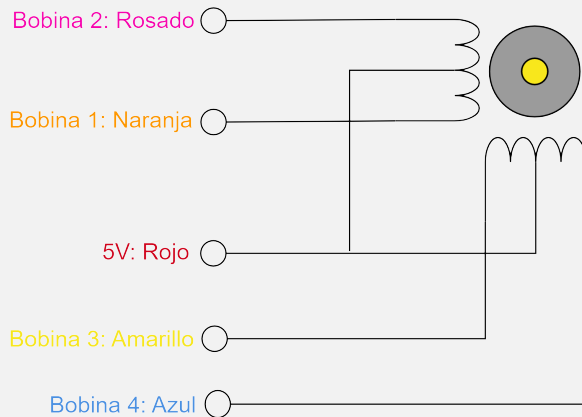 Bobina 2: Rosado
Bobina 1: Naranja
5V: Rojo
Bobina 3: Amarillo
Bobina 4: Azul